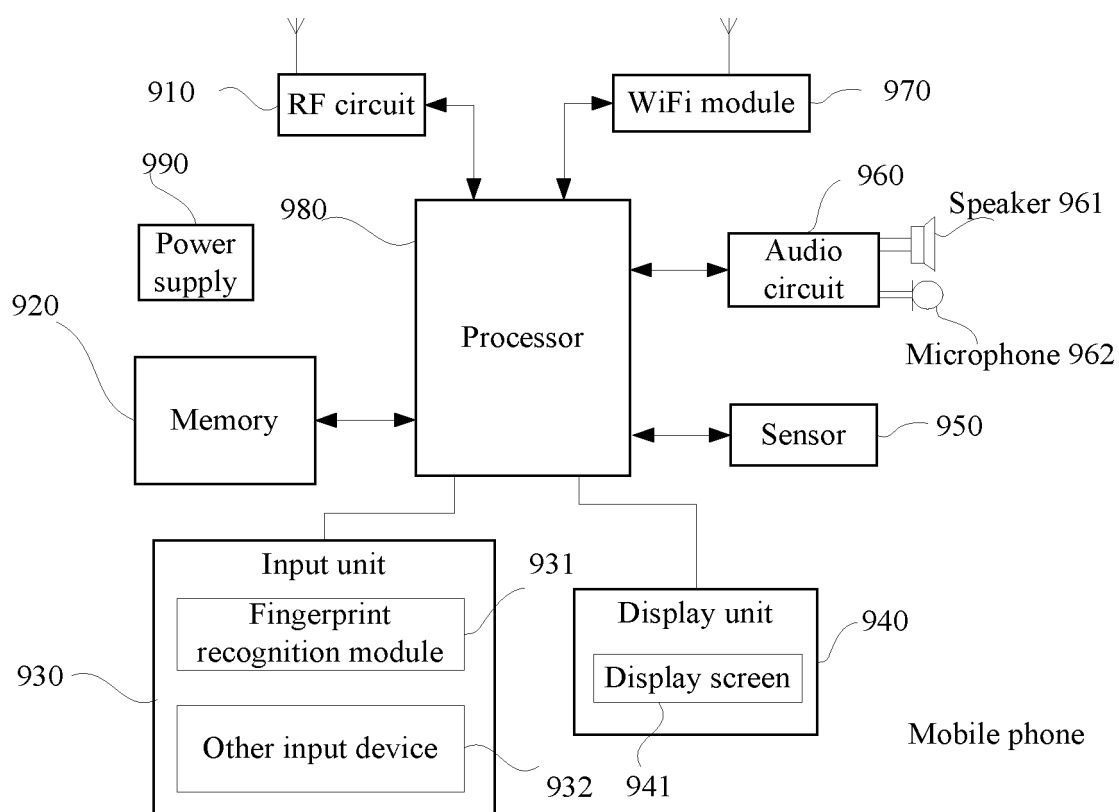 910
RF circuit
WiFi module
970
990
980
960
Speaker 961
Power
supply
Audio
circuit
920
Processor
Microphone 962
Memory
Sensor
950
Input unit
931
Fingerprint
recognition module
Display unit
940
930
Display screen
Other input device
932
941
Mobile phone